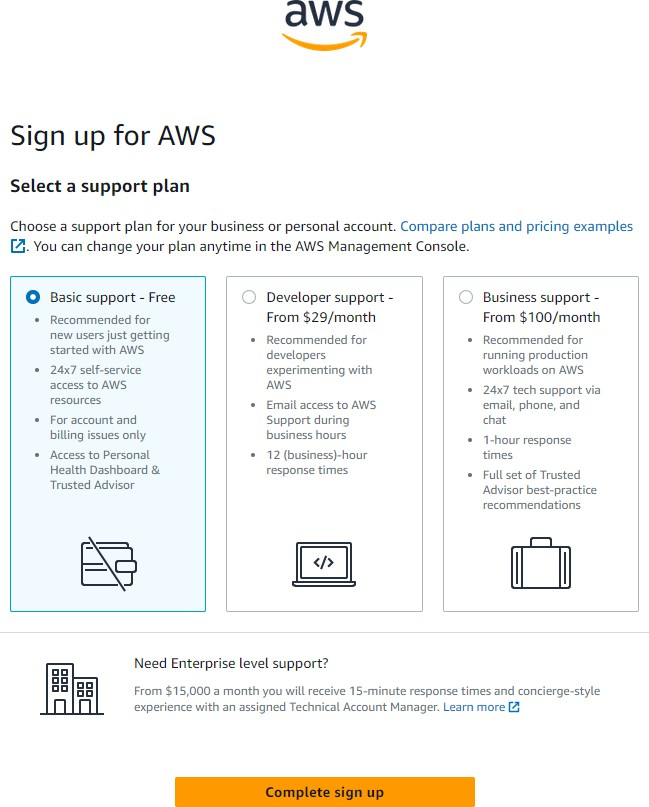 aws
Sign up for AWS
Select a support plan
Choose a support plan for your business or personal account. Compare plans and pricing examples
. You can change your plan anytime in the AWS Management Console.
Basic support - Free
• Recommended for
new users just getting
started with AWS
• 24x7 self-service
access to AWS
resources
• For account and
billing issues only
• Access to Personal
Health Dashboard &
Trusted Advisor
Developer support -
From $29/month
• Recommended for
developers
experimenting with
AWS
• Email access to AWS
Support during
business hours
• 12 (business)-hour
response times
</>
Business support -
From $100/month
• Recommended for
running production
workloads on AWS
• 24x7 tech support via
email, phone, and
chat
• 1-hour response
times
• Full set of Trusted
Advisor best-practice
recommendations
Need Enterprise level support?
From $15,000 a month you will receive 15-minute response times and concierge-style
experience with an assigned Technical Account Manager. Learn more
Complete sign up